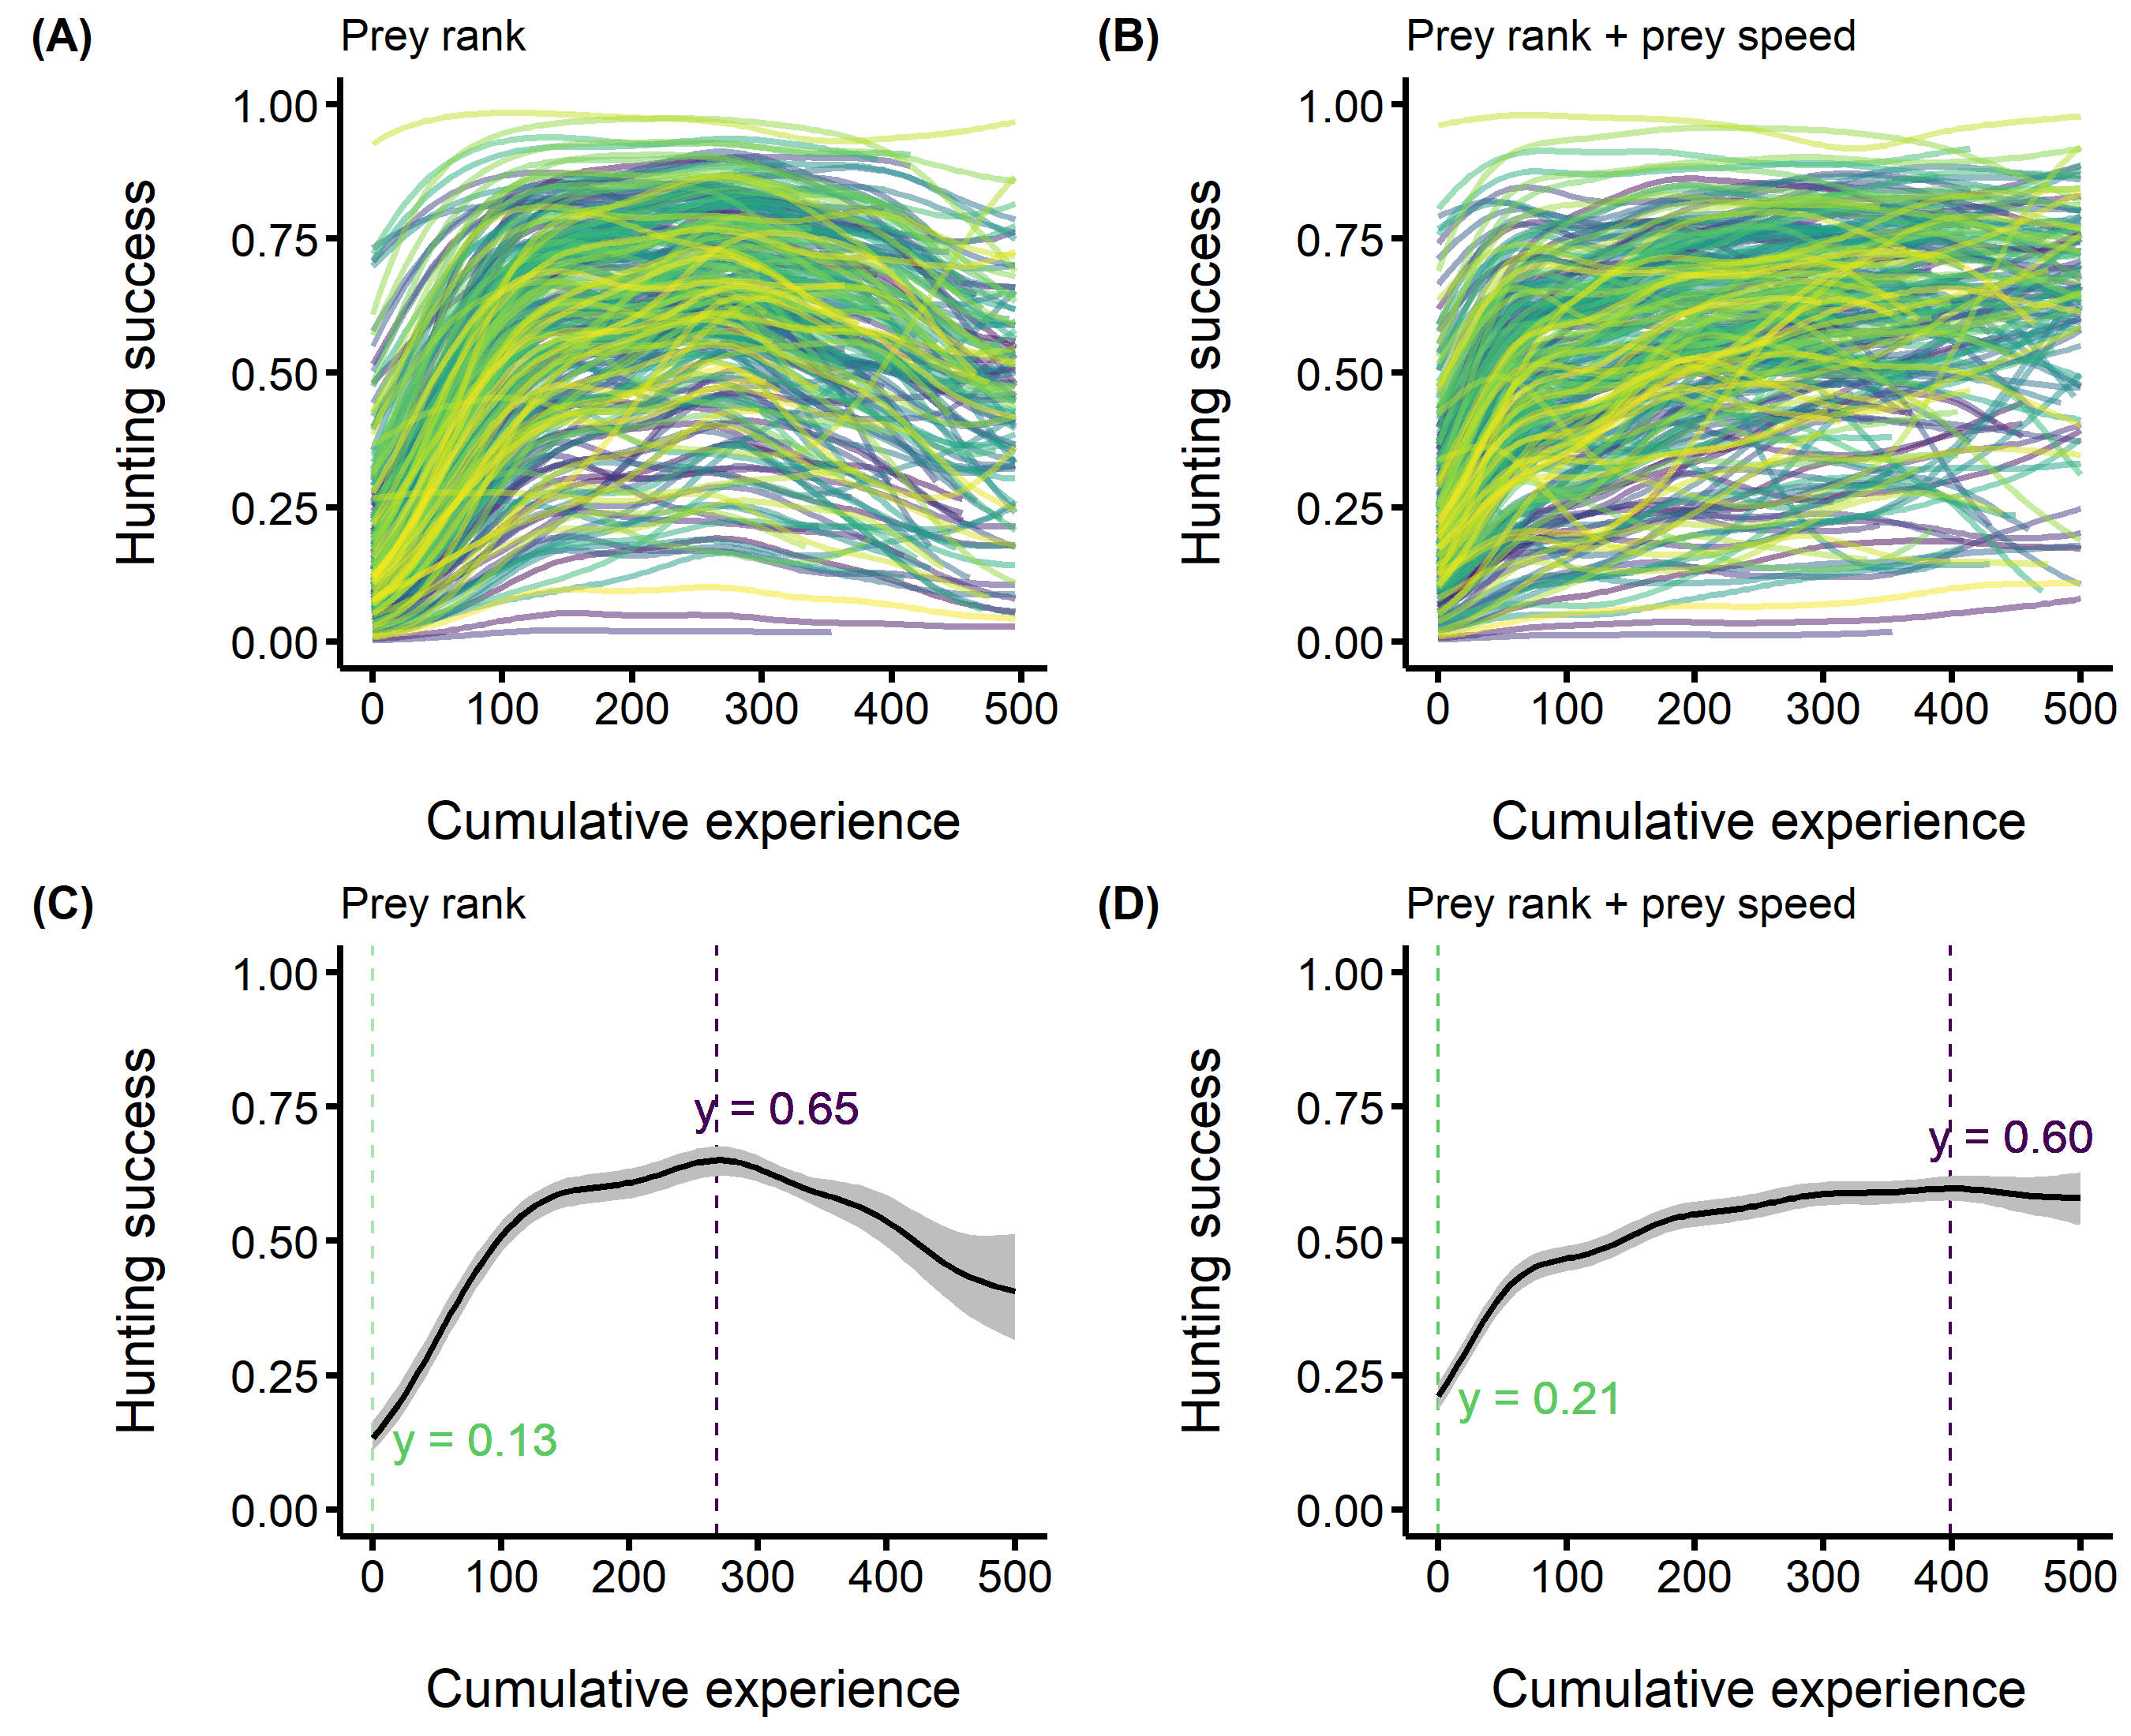 (A) Prey rank
1.00
0.75
0.50
0.25
0.00
Hunting success
0 100 200 300 400 500
Cumulative experience
(B) Prey rank + prey speed
1.00
0.75
0.50
0.25
0.00
Hunting success
0 100 200 300 400 500
Cumulative experience
(C) Prey rank
1.00
0.75
0.50
0.25
0.00
Hunting success
y = 0.65
y = 0.13
0 100 200 300 400 500
Cumulative experience
(D) Prey rank + prey speed
1.00
0.75
0.50
0.25
0.00
Hunting success
y = 0.60
y = 0.21
0 100 200 300 400 500
Cumulative experience